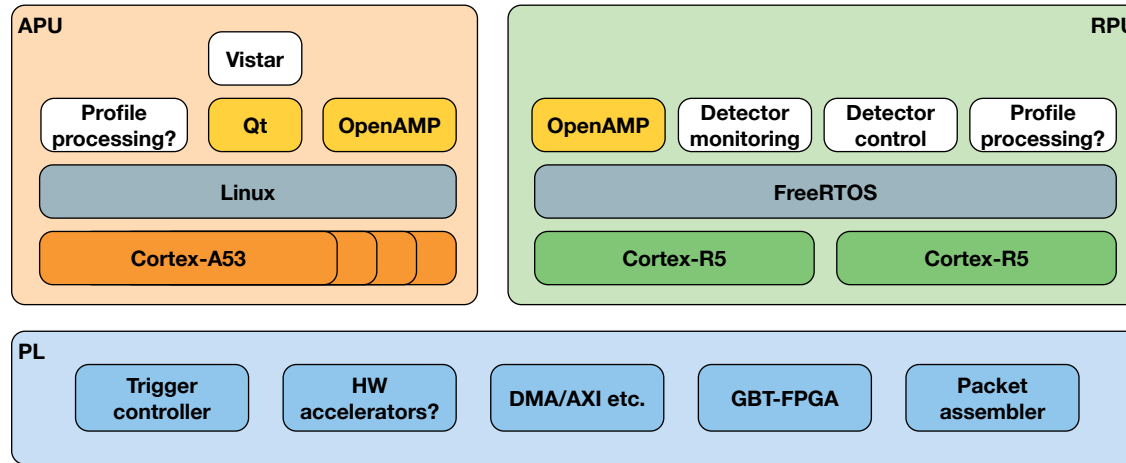 APU
Vistar
Profile
processing?
Qt
OpenAMP
Linux
Cortex-A53
RPU
OpenAMP
Detector
monitoring
Detector
control
Profile
processing?
FreeRTOS
Cortex-R5
Cortex-R5
PL
Trigger
controller
HW
accelerators?
DMA/AXI etc.
GBT-FPGA
Packet
assembler